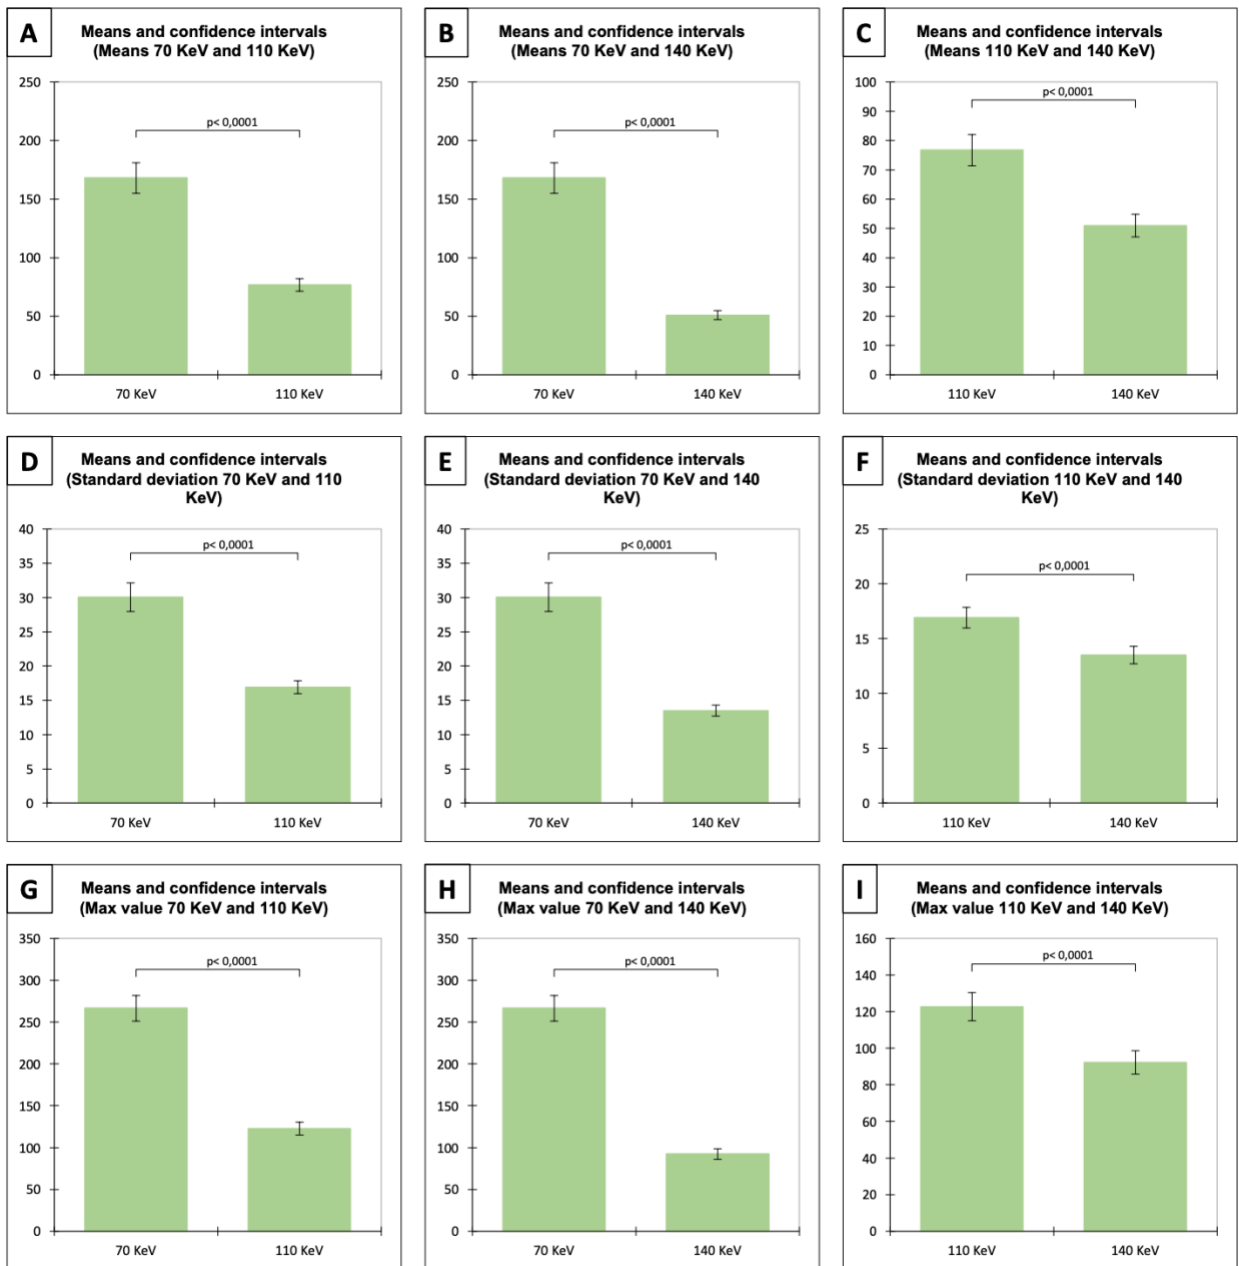 A
Means and confidence intervals
(Means 70 KeV and 110 KeV)
250
200
150
100
50
0
p< 0,0001
70 KeV
110 KeV
B
Means and confidence intervals
(Means 70 KeV and 140 KeV)
250
200
150
100
50
0
p< 0,0001
70 KeV
140 KeV
C
Means and confidence intervals
(Means 110 KeV and 140 KeV)
100
90
80
70
60
50
40
30
20
10
0
p< 0,0001
110 KeV
140 KeV
D
Means and confidence intervals
(Standard deviation 70 KeV and 110
KeV)
40
35
30
25
20
15
10
5
0
p< 0,0001
70 KeV
110 KeV
E
Means and confidence intervals
(Standard deviation 70 KeV and 140
KeV)
40
35
30
25
20
15
10
5
0
p< 0,0001
70 KeV
140 KeV
F
Means and confidence intervals
(Standard deviation 110 KeV and 140
KeV)
25
20
15
10
5
0
p< 0,0001
110 KeV
140 KeV
G
Means and confidence intervals
(Max value 70 KeV and 110 KeV)
350
300
250
200
150
100
50
0
p< 0,0001
70 KeV
110 KeV
H
Means and confidence intervals
(Max value 70 KeV and 140 KeV)
350
300
250
200
150
100
50
0
p< 0,0001
70 KeV
140 KeV
I
Means and confidence intervals
(Max value 110 KeV and 140 KeV)
160
140
120
100
80
60
40
20
0
p< 0,0001
110 KeV
140 KeV